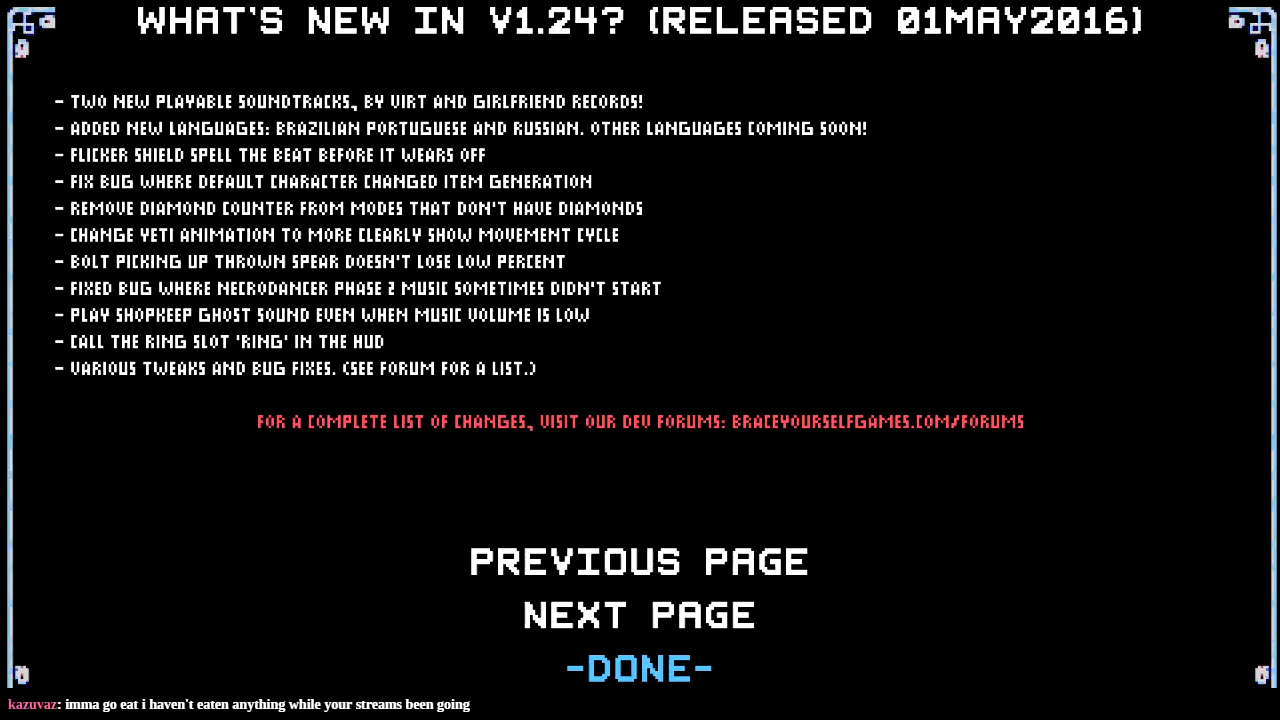 WHAT'S NEW IN V1.24? (RELEASED 01MAY2016)
- TWO NEW PLAYABLE SOUNDTRACKS, BY VIRT AND GIRLFRIEND RECORDS!
- ADDED NEW LANGUAGES: BRAZILIAN PORTUGUESE AND RUSSIAN. OTHER LANGUAGES COMING SOON!
- FLICKER SHIELD SPELL THE BEAT BEFORE IT WEARS OFF
- FIX BUG WHERE DEFAULT CHARACTER CHANGED ITEM GENERATION
- REMOVE DIAMOND COUNTER FROM MODES THAT DON'T HAVE DIAMONDS
- CHANGE YETI ANIMATION TO MORE CLEARLY SHOW MOVEMENT CYCLE
- BOLT PICKING UP THROWN SPEAR DOESN'T LOSE LOW PERCENT
- FIXED BUG WHERE NECRODANCER PHASE 2 MUSIC SOMETIMES DIDN'T START
- PLAY SHOPKEEP GHOST SOUND EVEN WHEN MUSIC VOLUME IS LOW
- CALL THE RING SLOT 'RING' IN THE HUD
- VARIOUS TWEAKS AND BUG FIXES. (SEE FORUM FOR A LIST.)
FOR A COMPLETE LIST OF CHANGES, VISIT OUR DEV FORUMS: BRACEYOURSELFGAMES.COM/FORUMS
PREVIOUS PAGE
NEXT PAGE
-DONE-
kazuvaz: imma go eat i haven't eaten anything while your streams been going